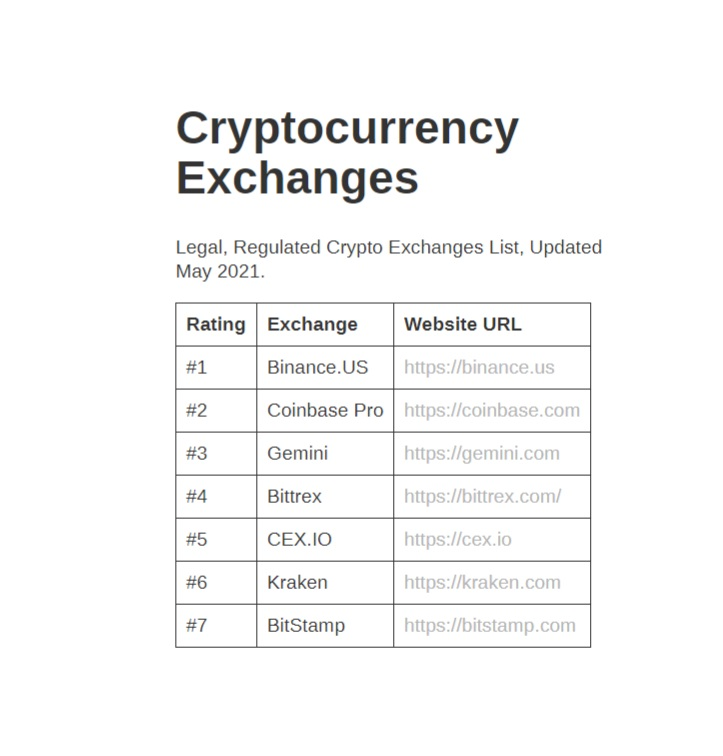 Cryptocurrency
Exchanges
Legal, Regulated Crypto Exchanges List, Updated
May 2021.
Rating Exchange Website URL
#1 Binance.US https://binance.us
#2 Coinbase Pro https://coinbase.com
#3 Gemini https://gemini.com
#4 Bittrex https://bittrex.com/
#5 CEX.IO https://cex.io
#6 Kraken https://kraken.com
#7 BitStamp https://bitstamp.com